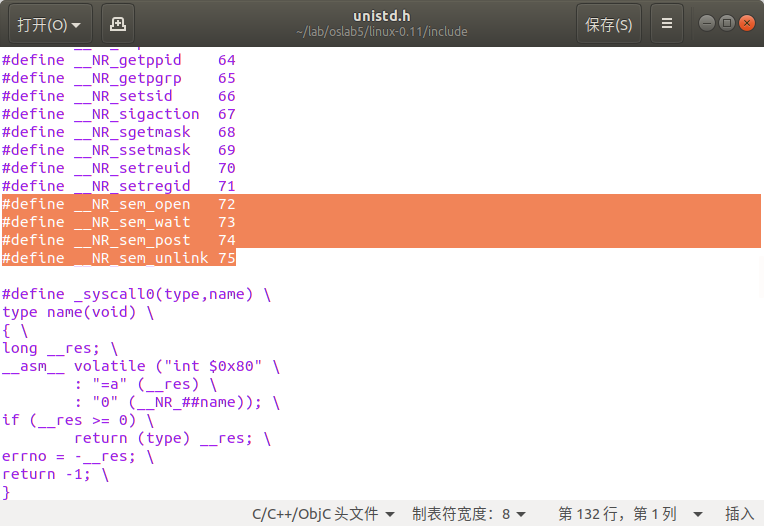 打开(O)
unistd.h
~/lab/oslab5/linux-0.11/include
保存(S)
#define __NR_getppid    64
#define __NR_getpgrp    65
#define __NR_setsid     66
#define __NR_sigaction  67
#define __NR_sgetmask   68
#define __NR_ssetmask   69
#define __NR_setreuid   70
#define __NR_setregid   71
#define __NR_sem_open   72
#define __NR_sem_wait   73
#define __NR_sem_post   74
#define __NR_sem_unlink 75
#define _syscall0(type,name) \
type name(void) \
{ \
long __res; \
__asm__ volatile ("int $0x80" \
        : "=a" (__res) \
        : "0" (__NR_##name)); \
if (__res >= 0) \
        return (type) __res; \
errno = -__res; \
return -1; \
}
C/C++/ObjC 头文件 制表符宽度：8 第 132 行，第 1 列 插入